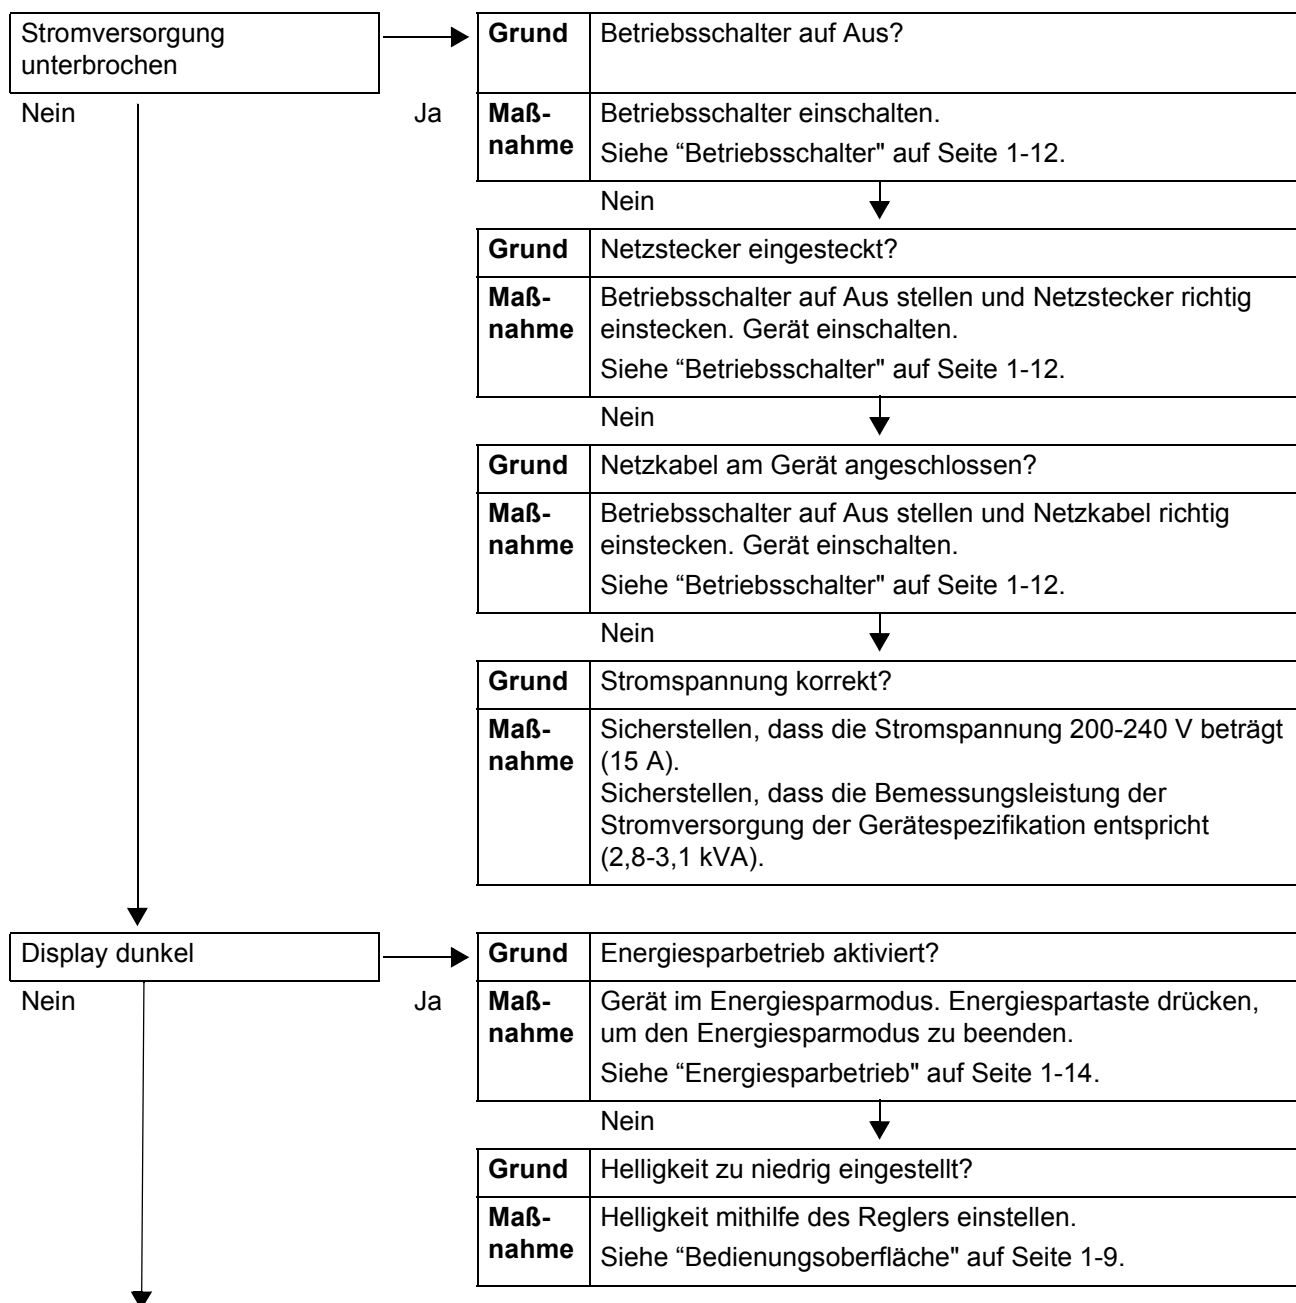 Stromversorgung
unterbrochen
Grund
Betriebsschalter auf Aus?
Nein
Ja
Maß-
nahme
Betriebsschalter einschalten.
Siehe “Betriebsschalter" auf Seite 1-12.
Nein
Grund
Netzstecker eingesteckt?
Maß-
nahme
Betriebsschalter auf Aus stellen und Netzstecker richtig
einstecken. Gerät einschalten.
Siehe “Betriebsschalter" auf Seite 1-12.
Nein
Grund
Netzkabel am Gerät angeschlossen?
Maß-
nahme
Betriebsschalter auf Aus stellen und Netzkabel richtig
einstecken. Gerät einschalten.
Siehe “Betriebsschalter" auf Seite 1-12.
Nein
Grund
Stromspannung korrekt?
Maß-
nahme
Sicherstellen, dass die Stromspannung 200-240 V beträgt
(15 A).
Sicherstellen, dass die Bemessungsleistung der
Stromversorgung der Gerätespezifikation entspricht
(2,8-3,1 kVA).
Display dunkel
Grund
Energiesparbetrieb aktiviert?
Nein
Ja
Maß-
nahme
Gerät im Energiesparmodus. Energiespartaste drücken,
um den Energiesparmodus zu beenden.
Siehe “Energiesparbetrieb" auf Seite 1-14.
Nein
Grund
Helligkeit zu niedrig eingestellt?
Maß-
nahme
Helligkeit mithilfe des Reglers einstellen.
Siehe “Bedienungsoberfläche" auf Seite 1-9.